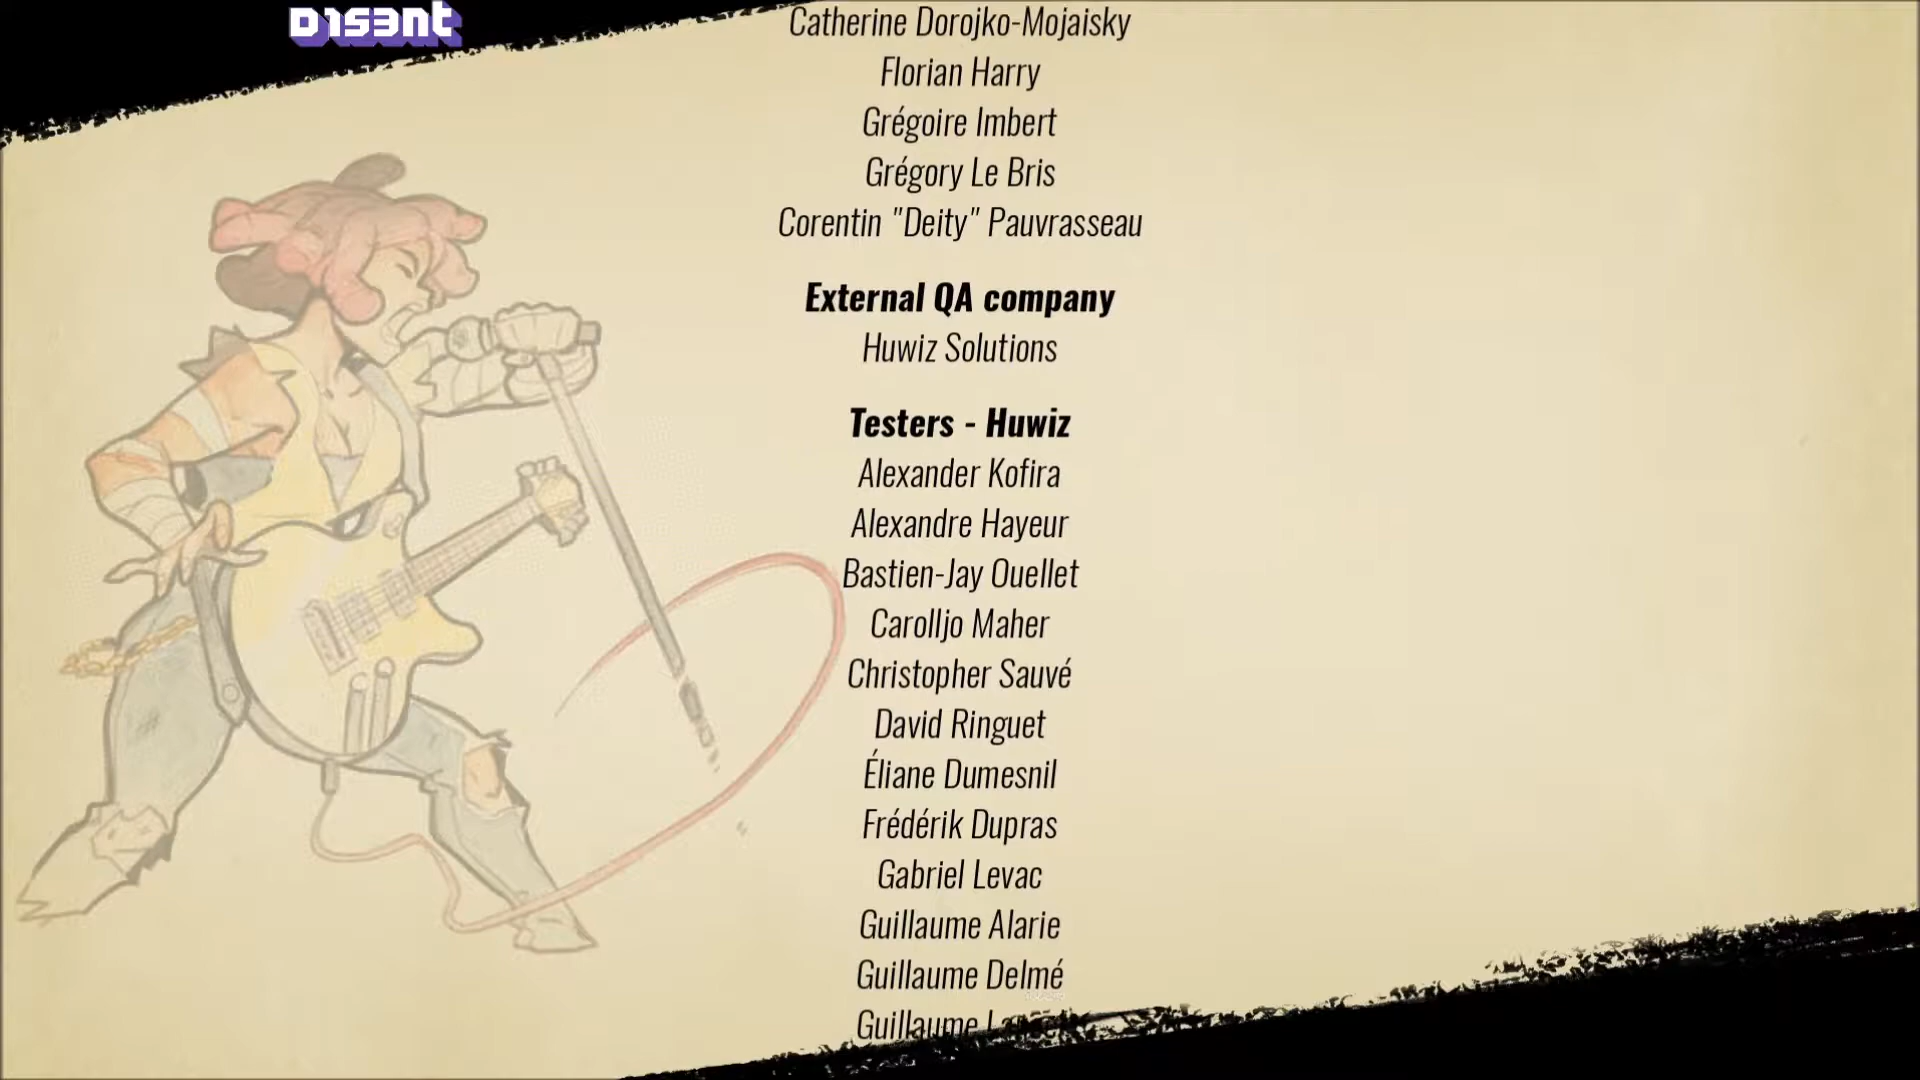 D1s3nt
Catherine Dorojko-Mojaisky
Florian Harry
Grégoire Imbert
Grégory Le Bris
Corentin "Deity" Pauvrasseau
External QA company
Huwiz Solutions
Testers - Huwiz
Alexander Kofira
Alexandre Hayeur
Bastien-Jay Ouellet
Carolljo Maher
Christopher Sauvé
David Ringuet
Éliane Dumesnil
Frédérik Dupras
Gabriel Levac
Guillaume Alarie
Guillaume Delmé
Guillaume